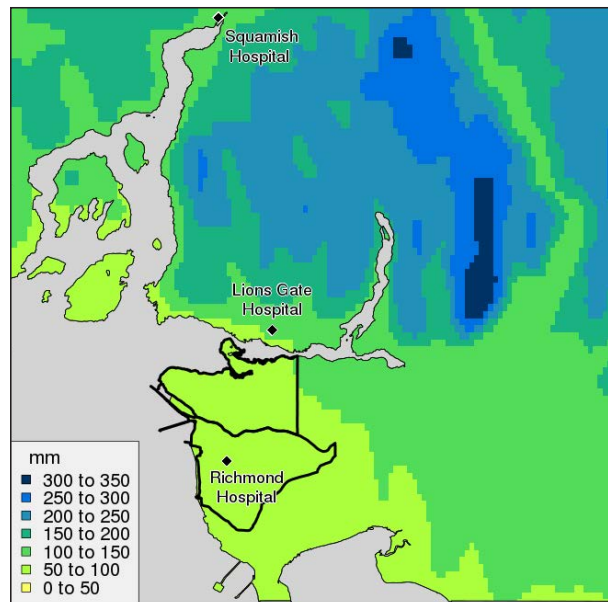 Squamish
Hospital
Lions Gate
Hospital
Richmond
Hospital
mm
300 to 350
250 to 300
200 to 250
150 to 200
100 to 150
50 to 100
0 to 50